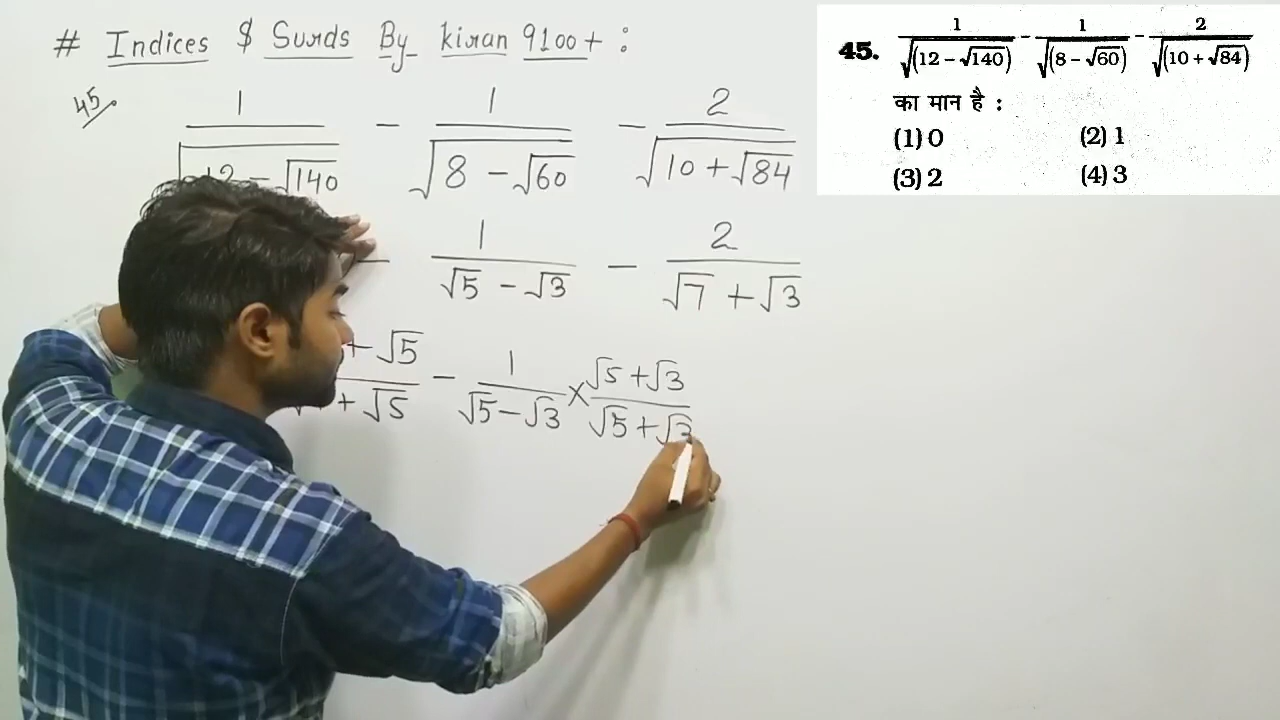 # Indices $ Surds By kiran 9100+ :
45.
1/√(12 − √140) − 1/√(8 − √60) − 2/√(10 + √84)
− 1/(√5 − √3) − 2/(√7 + √3)
+ √5 / + √5 − 1/(√5 − √3) × (√5 + √3)/(√5 + √3)
45. 1/√(12 − √140) − 1/√(8 − √60) − 2/√(10 + √84)
का मान है :
(1) 0 (2) 1
(3) 2 (4) 3